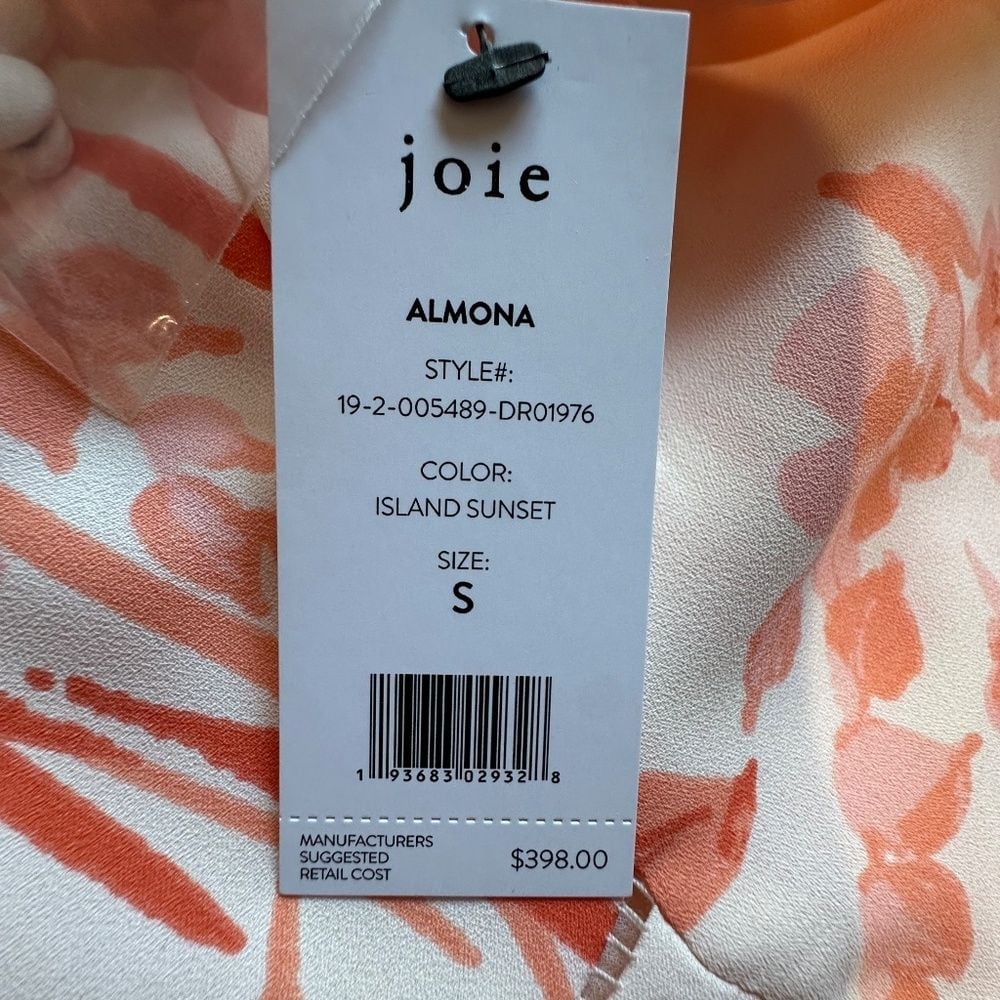 joie
ALMONA
STYLE#:
19-2-005489-DR01976
COLOR:
ISLAND SUNSET
SIZE:
S
1 93683 02932 8
MANUFACTURERS
SUGGESTED
RETAIL COST
$398.00